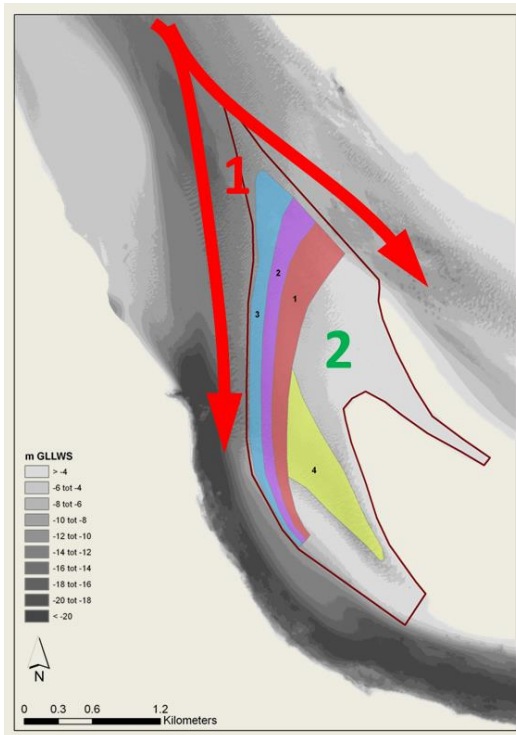 1
2
1
3
2
4
m GLLWS
> -4
-6 tot -4
-8 tot -6
-10 tot -8
-12 tot -10
-14 tot -12
-16 tot -14
-18 tot -16
-20 tot -18
< -20
N
0 0.3 0.6 1.2
Kilometers